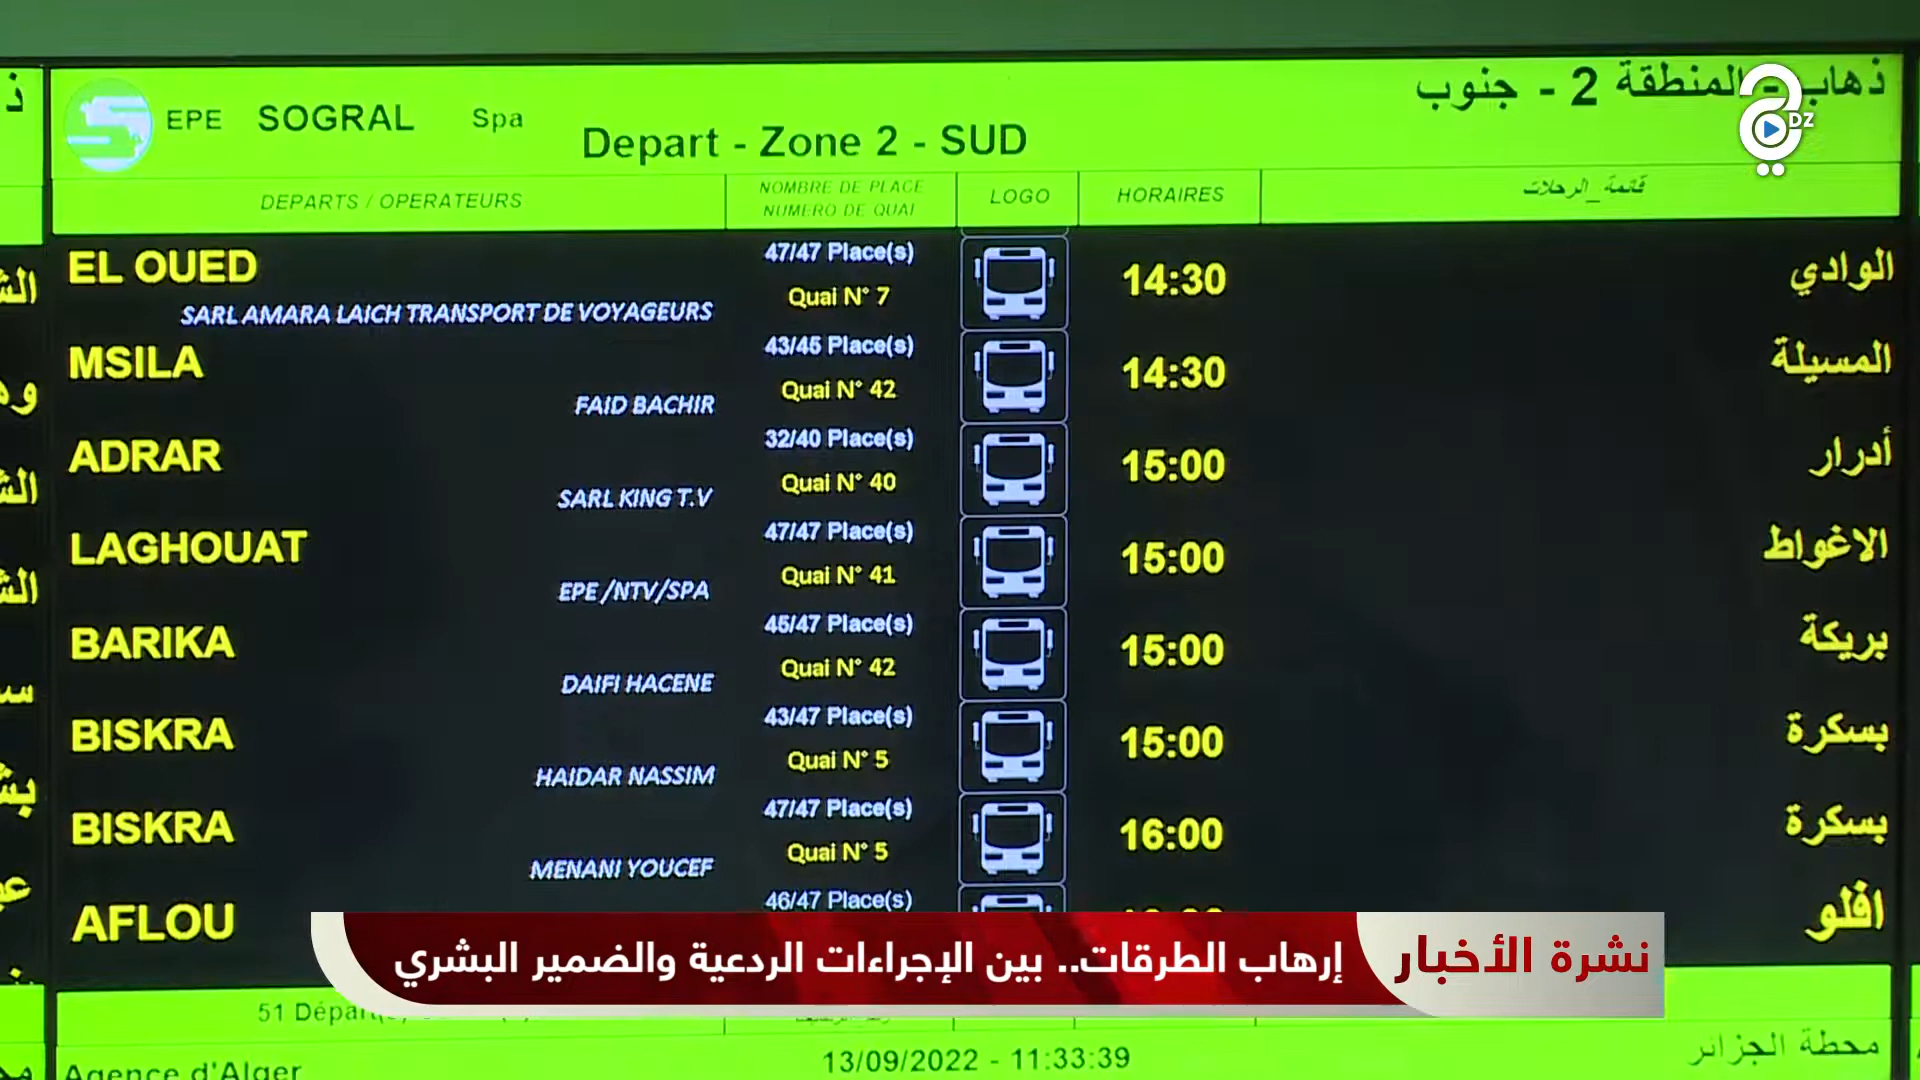 ذهاب - المنطقة 2 - جنوب
EPE SOGRAL Spa
Depart - Zone 2 - SUD
DZ
DEPARTS / OPERATEURS
NOMBRE DE PLACE
NUMERO DE QUAI
LOGO
HORAIRES
قائمة_الرحلات
EL OUED
SARL AMARA LAICH TRANSPORT DE VOYAGEURS
47/47 Place(s)
Quai N° 7
14:30
الوادي
MSILA
FAID BACHIR
43/45 Place(s)
Quai N° 42
14:30
المسيلة
ADRAR
SARL KING T.V
32/40 Place(s)
Quai N° 40
15:00
أدرار
LAGHOUAT
EPE /NTV/SPA
47/47 Place(s)
Quai N° 41
15:00
الاغواط
BARIKA
DAIFI HACENE
45/47 Place(s)
Quai N° 42
15:00
بريكة
BISKRA
HAIDAR NASSIM
43/47 Place(s)
Quai N° 5
15:00
بسكرة
BISKRA
MENANI YOUCEF
47/47 Place(s)
Quai N° 5
16:00
بسكرة
AFLOU
46/47 Place(s)
افلو
نشرة الأخبار
إرهاب الطرقات.. بين الإجراءات الردعية والضمير البشري
51
Agence d'Alger
13/09/2022 - 11:33:39
محطة الجزائر